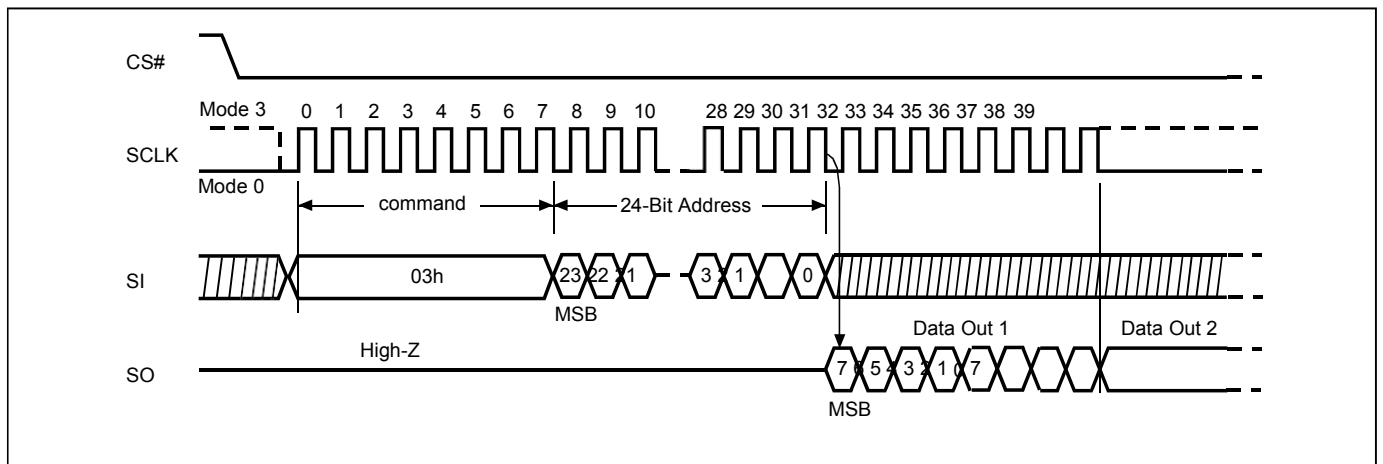 CS#
Mode 3
0 1 2 3 4 5 6 7 8 9 10 28 29 30 31 32 33 34 35 36 37 38 39
SCLK
Mode 0
command 24-Bit Address
SI 03h 23 22 21 3 2 1 0
MSB
Data Out 1 Data Out 2
High-Z
SO 7 6 5 4 3 2 1 0 7
MSB